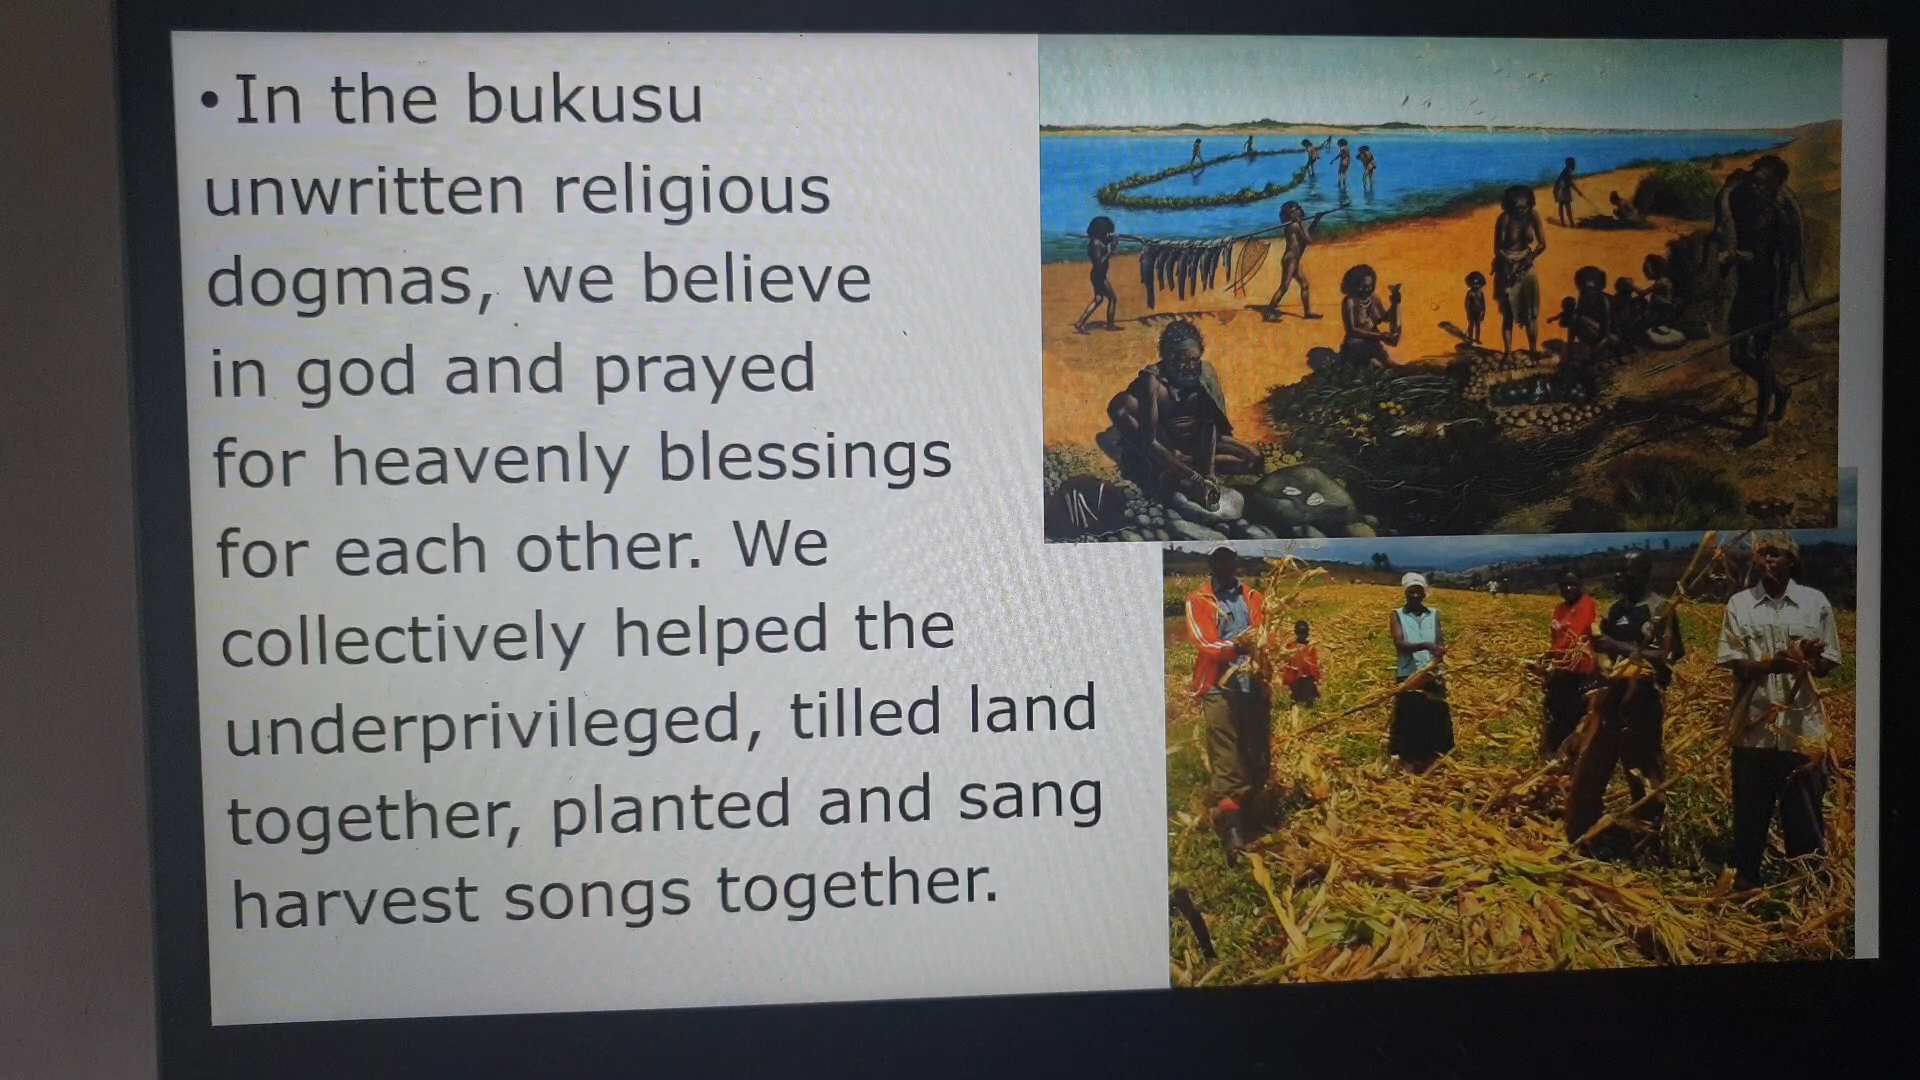 • In the bukusu
unwritten religious
dogmas, we believe
in god and prayed
for heavenly blessings
for each other. We
collectively helped the
underprivileged, tilled land
together, planted and sang
harvest songs together.